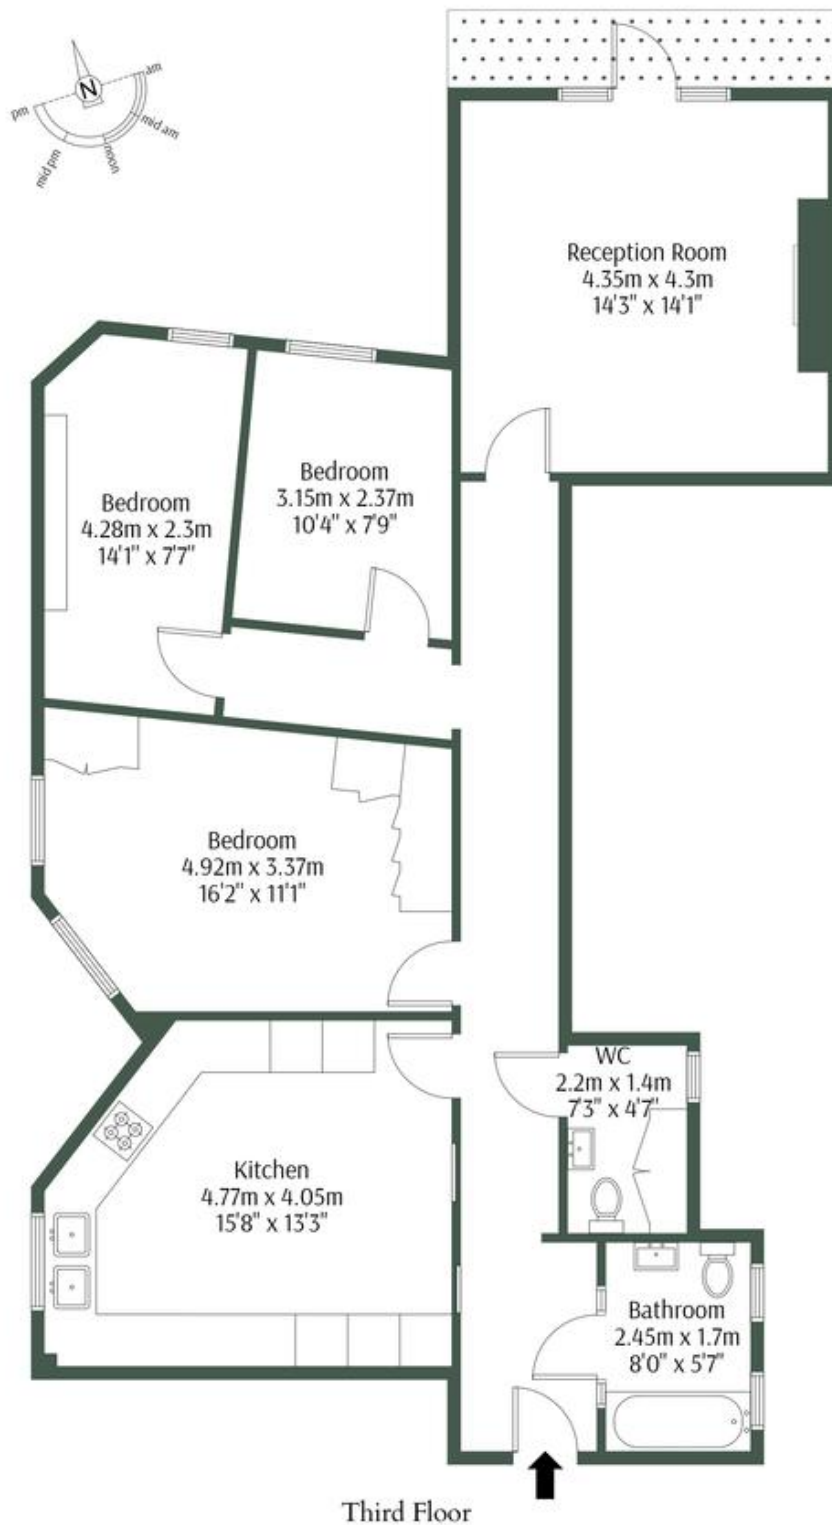 N
am
mid am
noon
mid pm
pm
Reception Room
4.35m x 4.3m
14'3" x 14'1"
Bedroom
3.15m x 2.37m
10'4" x 7'9"
Bedroom
4.28m x 2.3m
14'1" x 7'7"
Bedroom
4.92m x 3.37m
16'2" x 11'1"
WC
2.2m x 1.4m
7'3" x 4'7"
Kitchen
4.77m x 4.05m
15'8" x 13'3"
Bathroom
2.45m x 1.7m
8'0" x 5'7"
Third Floor